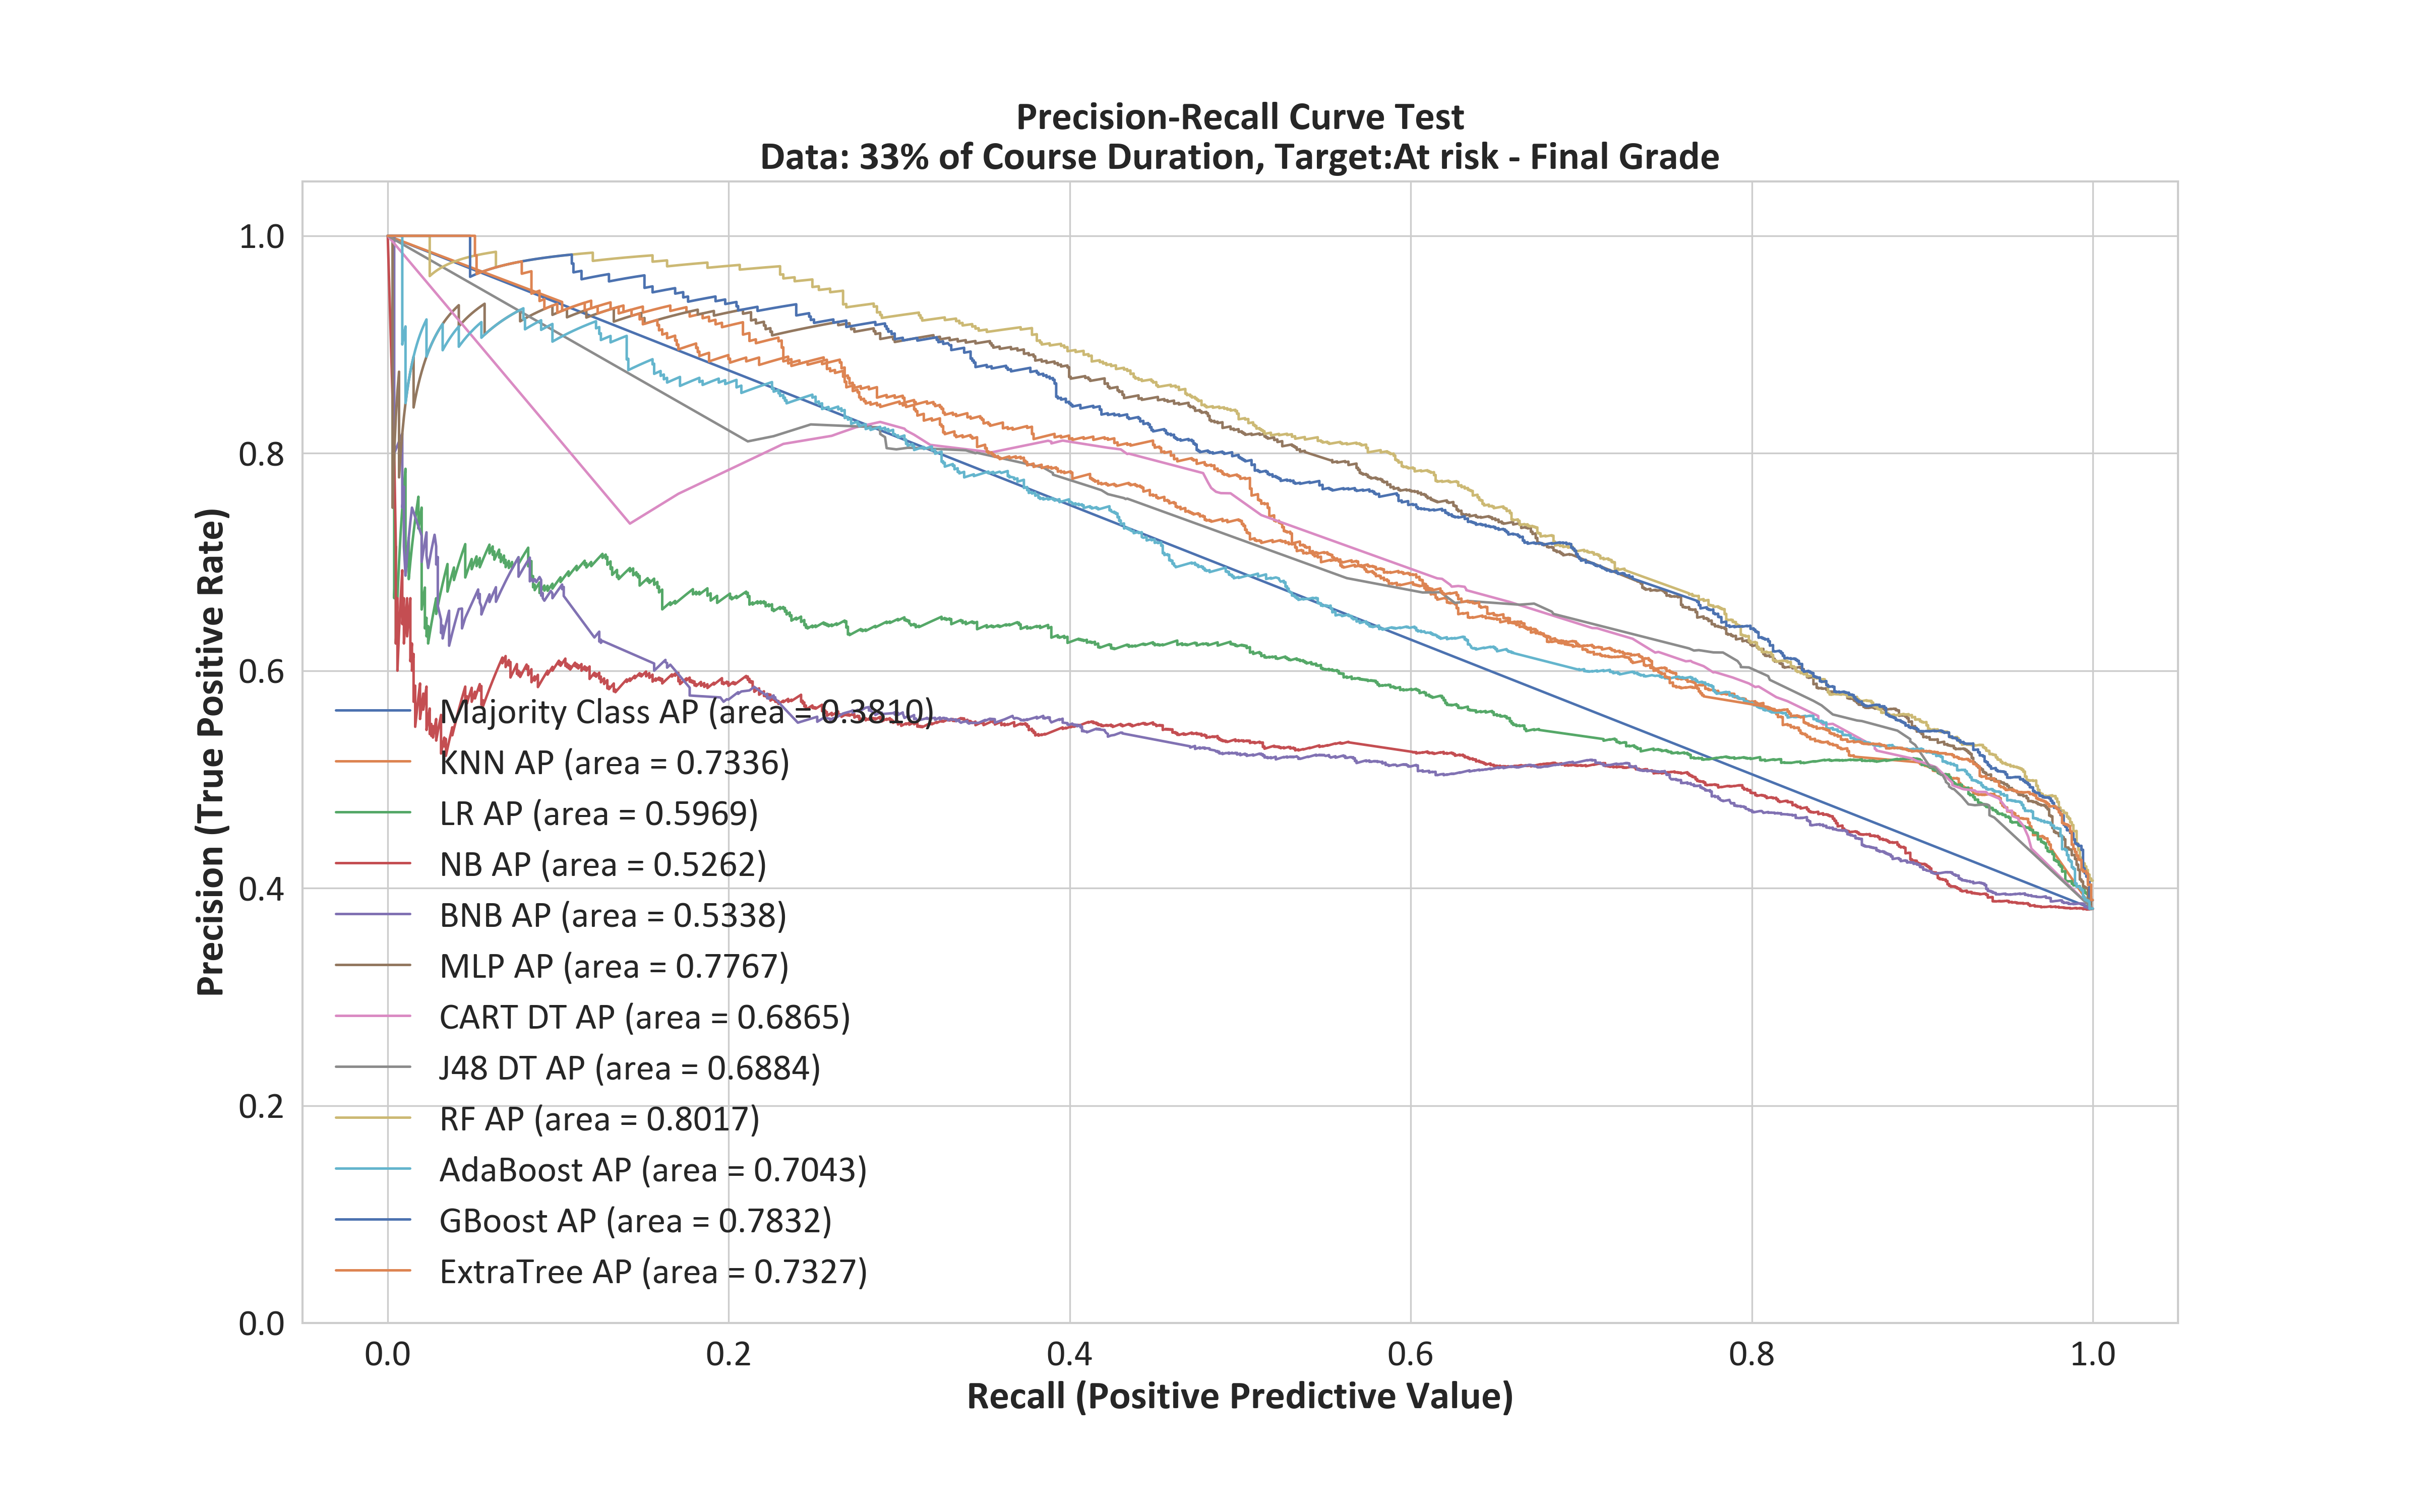 Precision-Recall Curve Test
Data: 33% of Course Duration, Target:At risk - Final Grade
Precision (True Positive Rate)
1.0
0.8
0.6
0.4
0.2
0.0
Majority Class AP (area = 0.3810)
KNN AP (area = 0.7336)
LR AP (area = 0.5969)
NB AP (area = 0.5262)
BNB AP (area = 0.5338)
MLP AP (area = 0.7767)
CART DT AP (area = 0.6865)
J48 DT AP (area = 0.6884)
RF AP (area = 0.8017)
AdaBoost AP (area = 0.7043)
GBoost AP (area = 0.7832)
ExtraTree AP (area = 0.7327)
0.0 0.2 0.4 0.6 0.8 1.0
Recall (Positive Predictive Value)